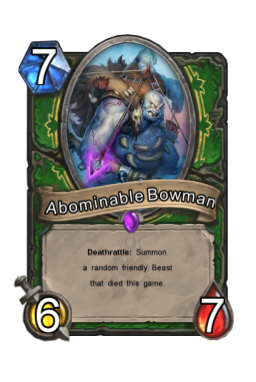 7
Abominable Bowman
Deathrattle: Summon
a random friendly Beast
that died this game.
6 7